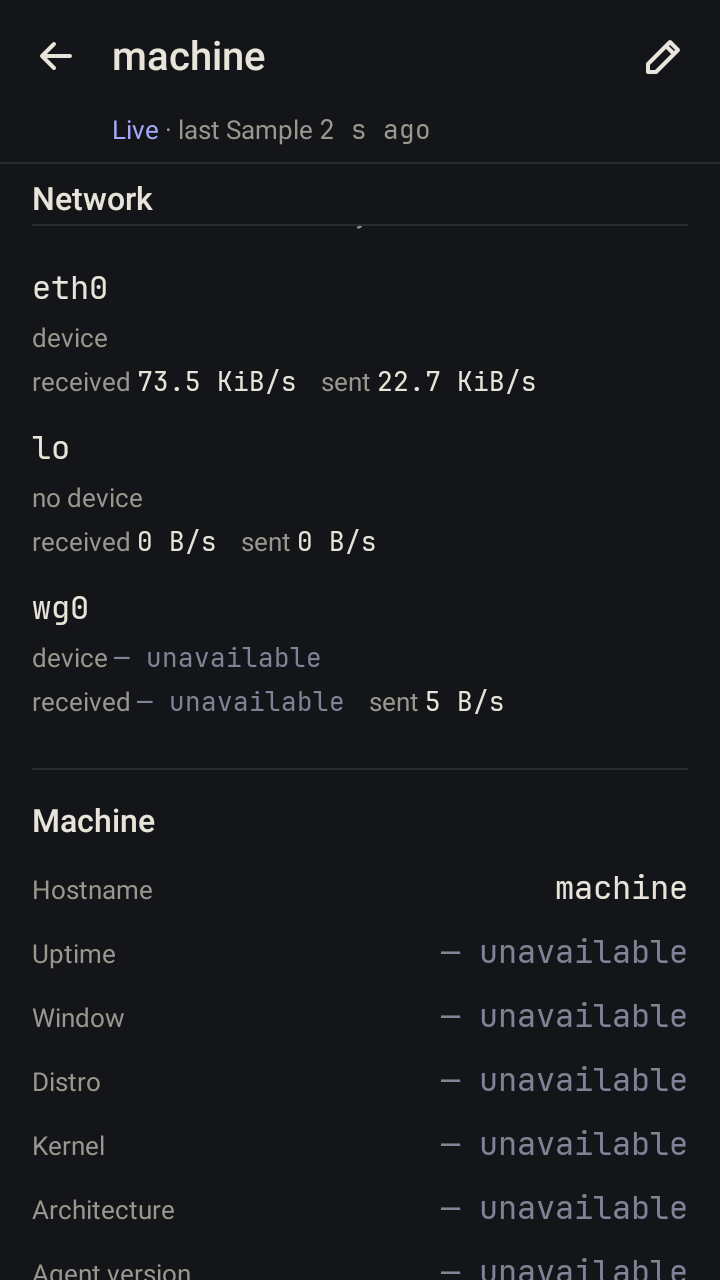 machine
Live · last Sample 2 s ago
Network
eth0
device
received 73.5 KiB/s sent 22.7 KiB/s
lo
no device
received 0 B/s sent 0 B/s
wg0
device — unavailable
received — unavailable sent 5 B/s
Machine
Hostname machine
Uptime — unavailable
Window — unavailable
Distro — unavailable
Kernel — unavailable
Architecture — unavailable
Agent version — unavailable